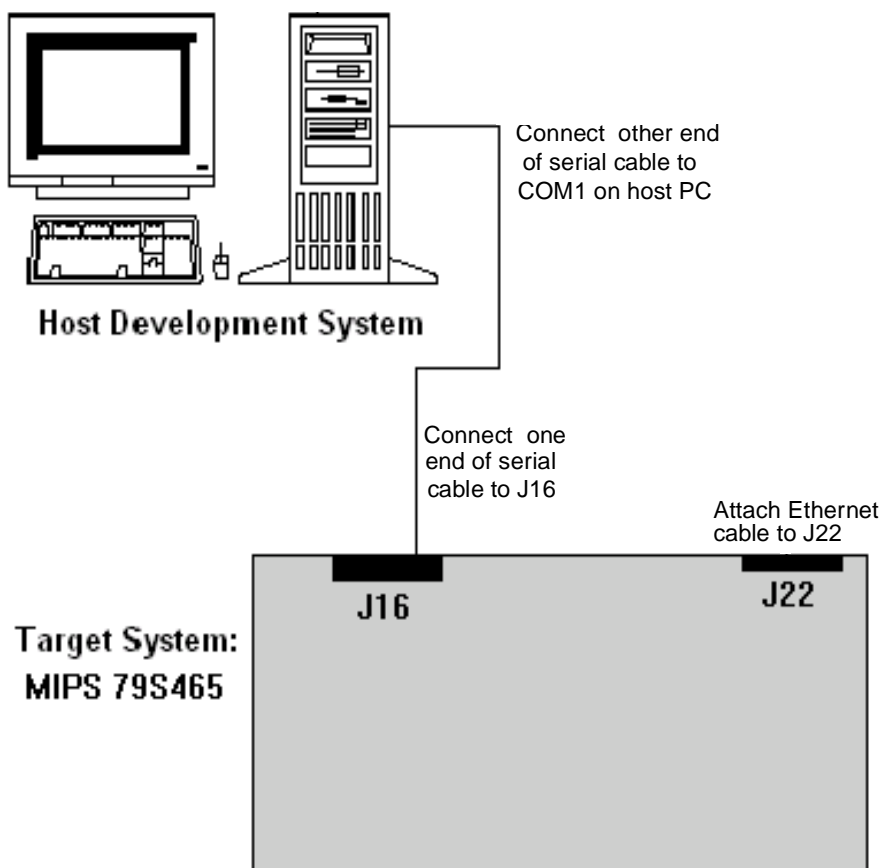 Connect other end
of serial cable to
COM1 on host PC
Host Development System
Connect one
end of serial
cable to J16
Attach Ethernet
cable to J22
J16
J22
Target System:
MIPS 79S465